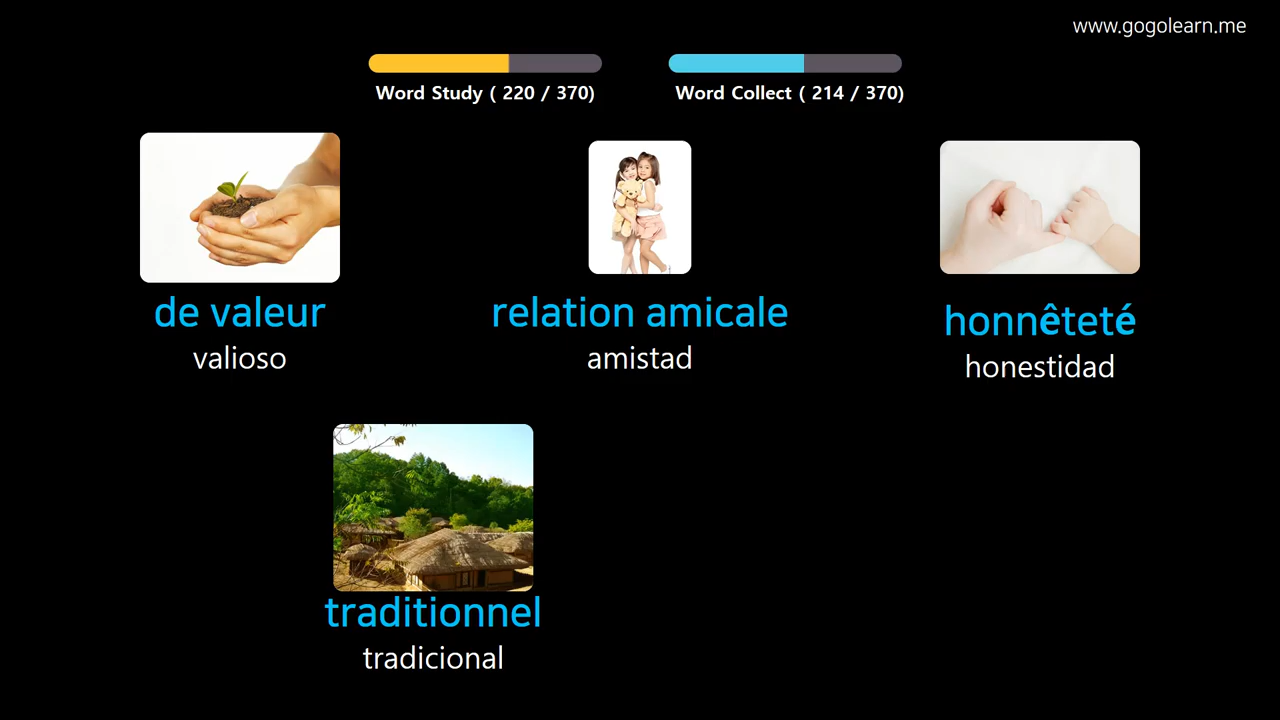 www.gogolearn.me
Word Study ( 220 / 370)
Word Collect ( 214 / 370)
de valeur
valioso
relation amicale
amistad
honnêteté
honestidad
traditionnel
tradicional